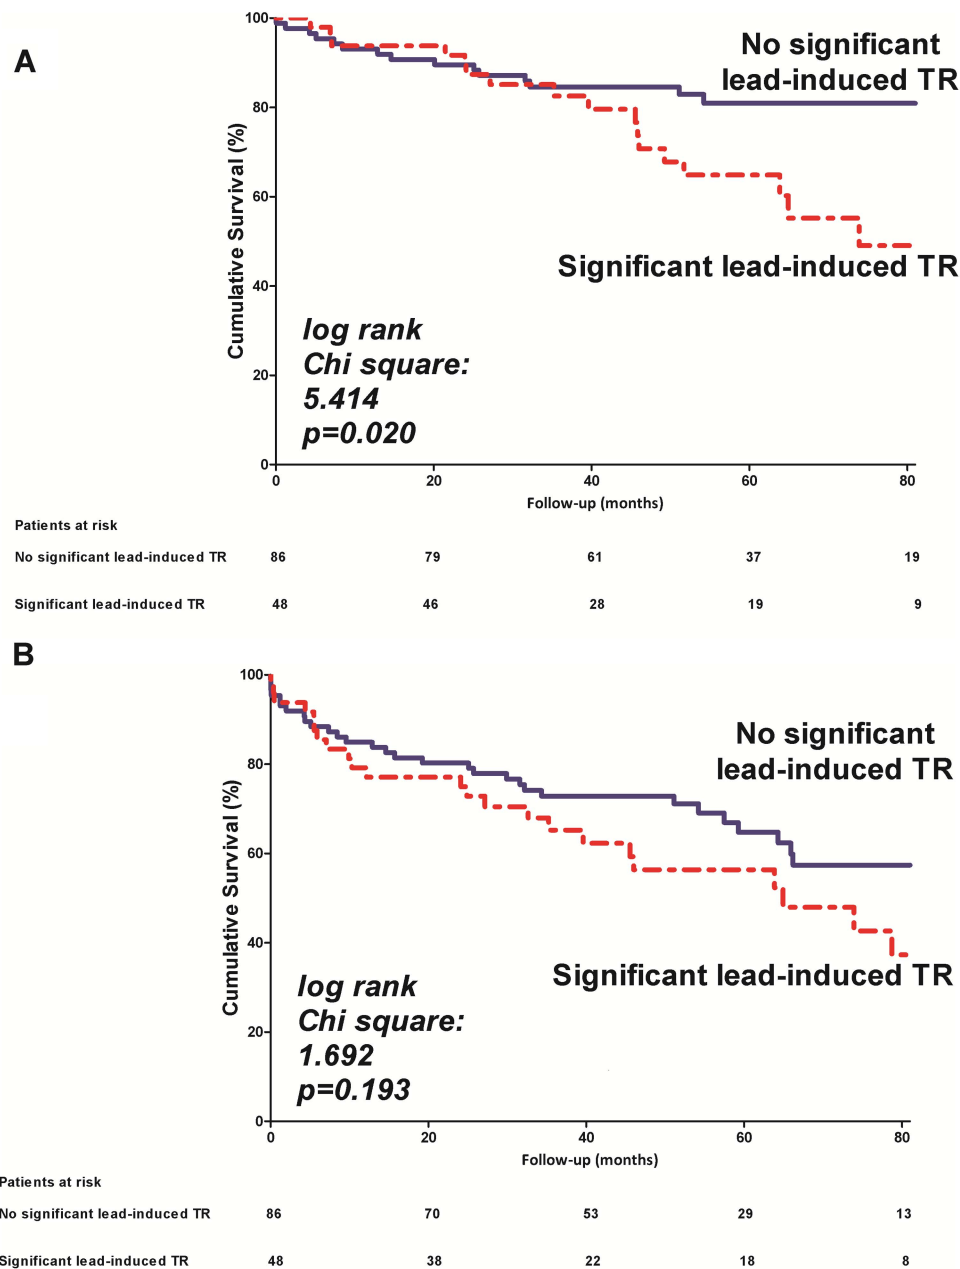 A
No significant
lead-induced TR
Significant lead-induced TR
Cumulative Survival (%)
100
80
60
40
20
0
log rank
Chi square:
5.414
p=0.020
0 20 40 60 80
Follow-up (months)
Patients at risk
No significant lead-induced TR 86 79 61 37 19
Significant lead-induced TR 48 46 28 19 9
B
No significant
lead-induced TR
Significant lead-induced TR
Cumulative Survival (%)
100
80
60
40
20
0
log rank
Chi square:
1.692
p=0.193
0 20 40 60 80
Follow-up (months)
Patients at risk
No significant lead-induced TR 86 70 53 29 13
Significant lead-induced TR 48 38 22 18 8